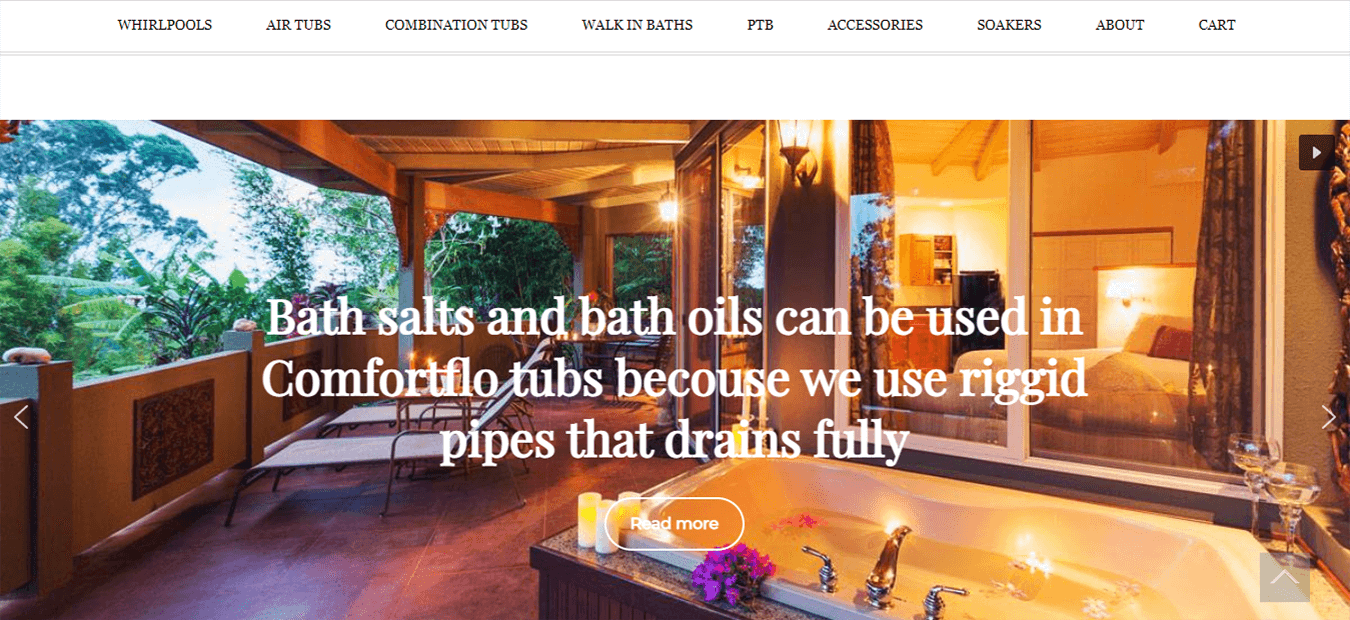 WHIRLPOOLS AIR TUBS COMBINATION TUBS WALK IN BATHS PTB ACCESSORIES SOAKERS ABOUT CART
Bath salts and bath oils can be used in
Comfortflo tubs becouse we use riggid
pipes that drains fully
Read more